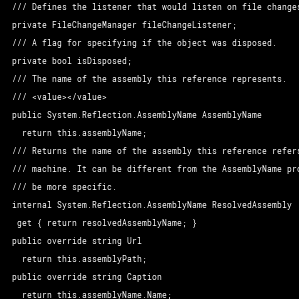 /// Defines the listener that would listen on file changes
private FileChangeManager fileChangeListener;
/// A flag for specifying if the object was disposed.
private bool isDisposed;
/// The name of the assembly this reference represents.
/// <value></value>
public System.Reflection.AssemblyName AssemblyName
return this.assemblyName;
/// Returns the name of the assembly this reference refers
/// machine. It can be different from the AssemblyName pro
/// be more specific.
internal System.Reflection.AssemblyName ResolvedAssembly
get { return resolvedAssemblyName; }
public override string Url
return this.assemblyPath;
public override string Caption
return this.assemblyName.Name;